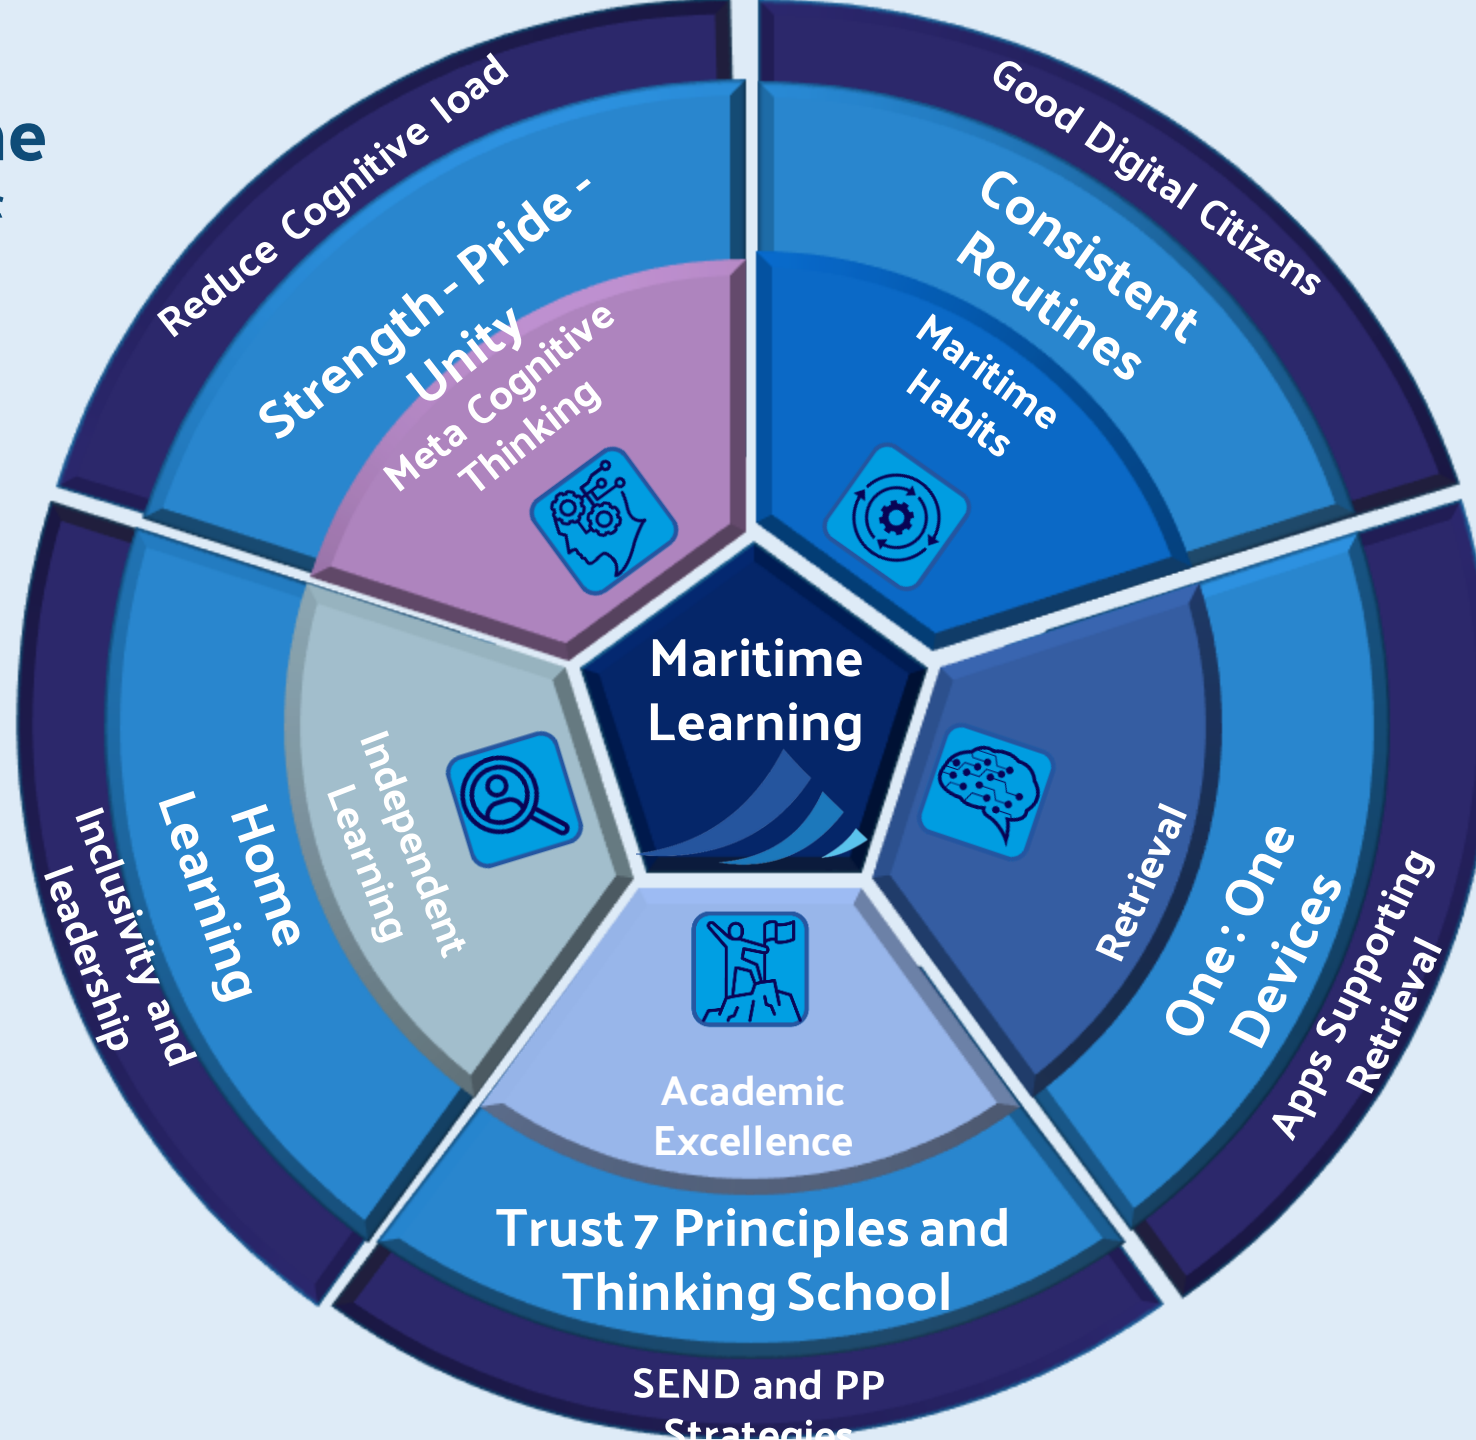 Reduce Cognitive load
Strength - Pride -
Unity
Meta Cognitive
Thinking
Good Digital Citizens
Consistent
Routines
Maritime
Habits
Maritime
Learning
Retrieval
One : One
Devices
Apps Supporting
Retrieval
Academic
Excellence
Trust 7 Principles and
Thinking School
SEND and PP
Strategies
Independent
Learning
Home
Learning
Inclusivity and
leadership